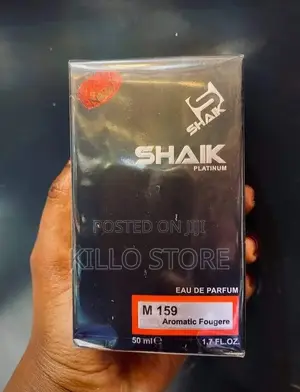 SHAIK
SHAIK
PLATINUM
POSTED ON JIJI
KILLO STORE
EAU DE PARFUM
M 159
Aromatic Fougere
50 ml e 1.7 FL.OZ.